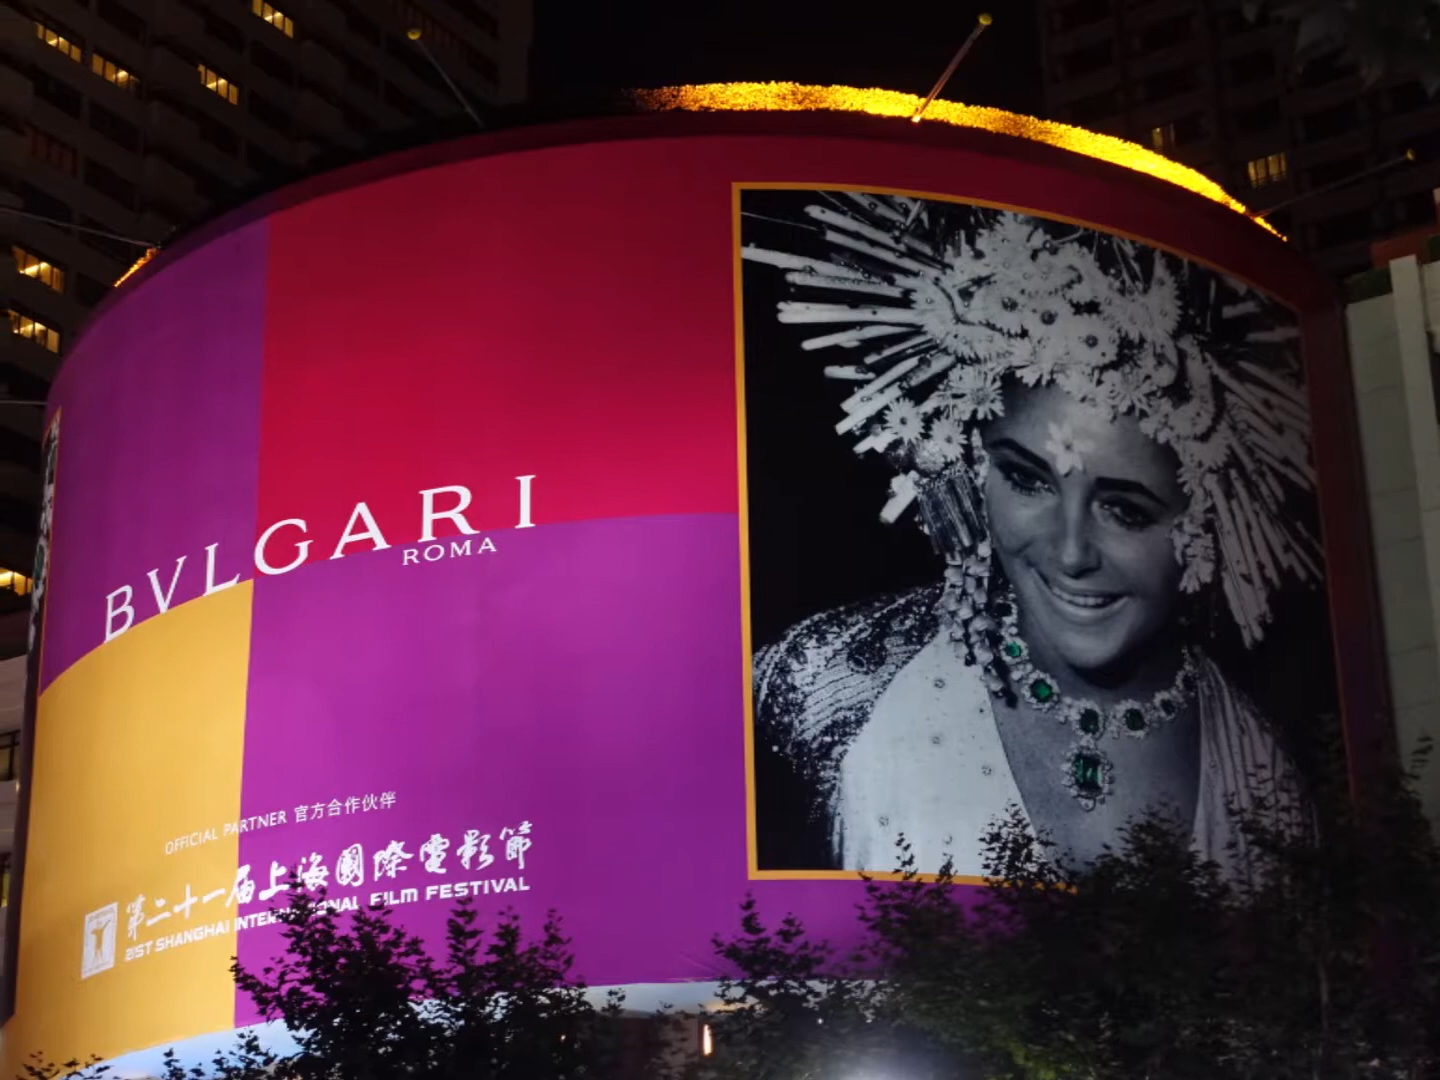 BVLGARI
ROMA
OFFICIAL PARTNER 官方合作伙伴
第二十一届上海國際電影節
21ST SHANGHAI INTERNATIONAL FILM FESTIVAL